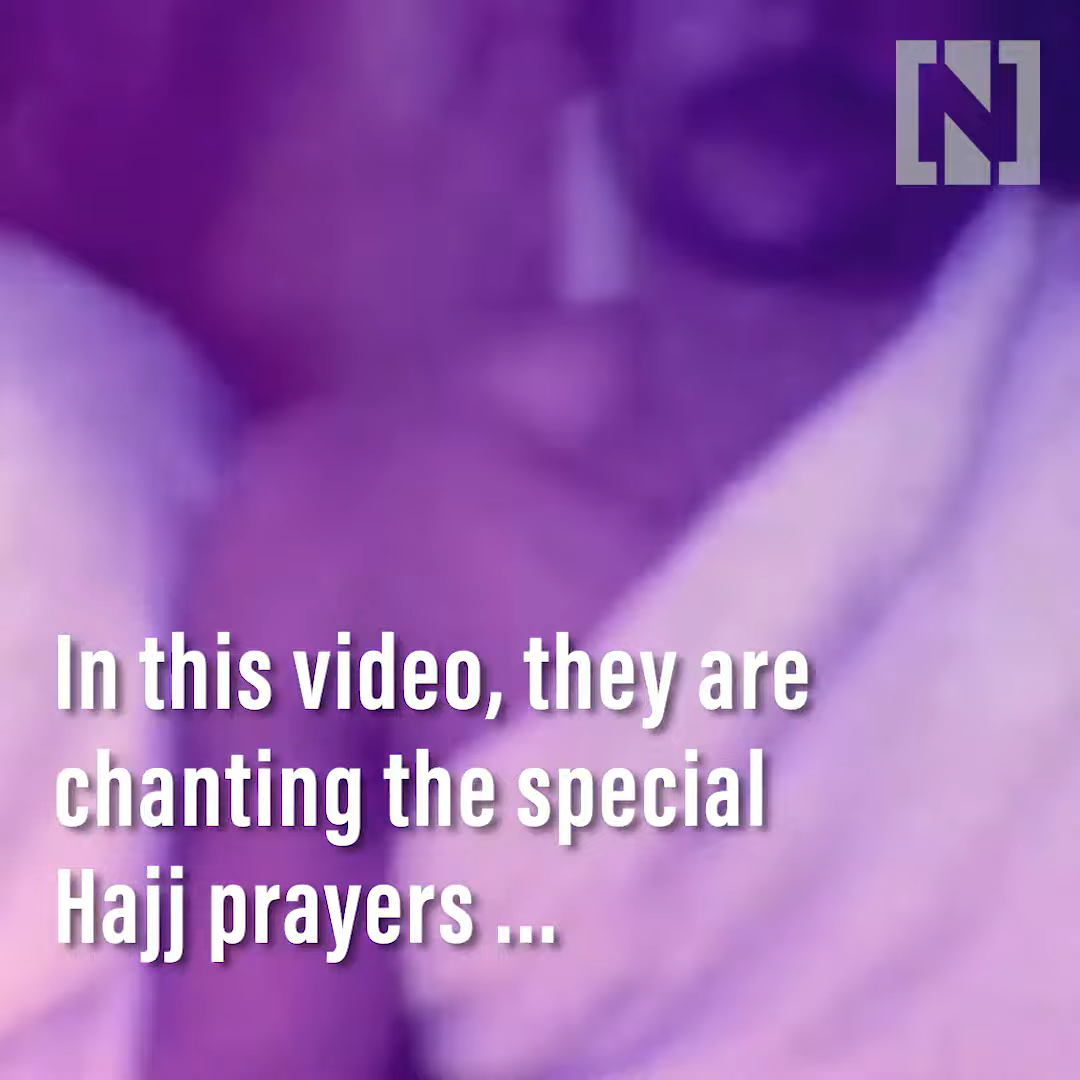 [N]
In this video, they are
chanting the special
Hajj prayers ...